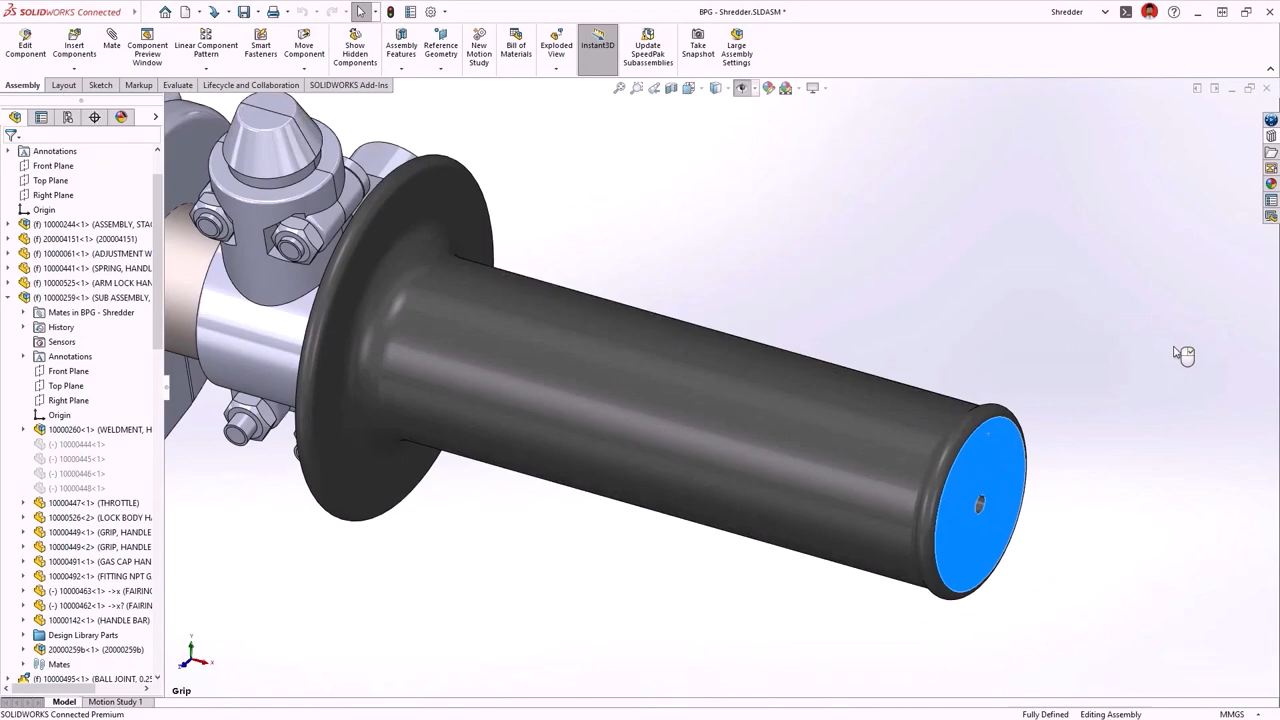 SOLIDWORKS Connected
BPG - Shredder.SLDASM *
Shredder
Edit Component
Insert Components
Mate
Component Preview Window
Linear Component Pattern
Smart Fasteners
Move Component
Show Hidden Components
Assembly Features
Reference Geometry
New Motion Study
Bill of Materials
Exploded View
Instant3D
Update SpeedPak Subassemblies
Take Snapshot
Large Assembly Settings
Assembly Layout Sketch Markup Evaluate Lifecycle and Collaboration SOLIDWORKS Add-Ins
Annotations
Front Plane
Top Plane
Right Plane
Origin
(f) 10000244<1> (ASSEMBLY, STAC
(f) 200004151<1> (200004151)
(f) 10000061<1> (ADJUSTMENT W
(f) 10000441<1> (SPRING, HANDL
(f) 10000525<1> (ARM LOCK HAN
(f) 10000259<1> (SUB ASSEMBLY,
Mates in BPG - Shredder
History
Sensors
Annotations
Front Plane
Top Plane
Right Plane
Origin
10000260<1> (WELDMENT, H
(-) 10000444<1>
(-) 10000445<1>
(-) 10000446<1>
(-) 10000448<1>
10000447<1> (THROTTLE)
10000526<2> (LOCK BODY H
10000449<1> (GRIP, HANDLE
10000449<2> (GRIP, HANDLE
10000491<1> (GAS CAP HAN
10000492<1> (FITTING NPT G
(-) 10000463<1> ->x (FAIRING
(-) 10000462<1> ->x? (FAIRIN
10000142<1> (HANDLE BAR)
Design Library Parts
20000259b<1> (20000259b)
Mates
(f) 10000495<1> (BALL JOINT, 0.25
Y
X
Z
Grip
Model Motion Study 1
SOLIDWORKS Connected Premium
Fully Defined
Editing Assembly
MMGS